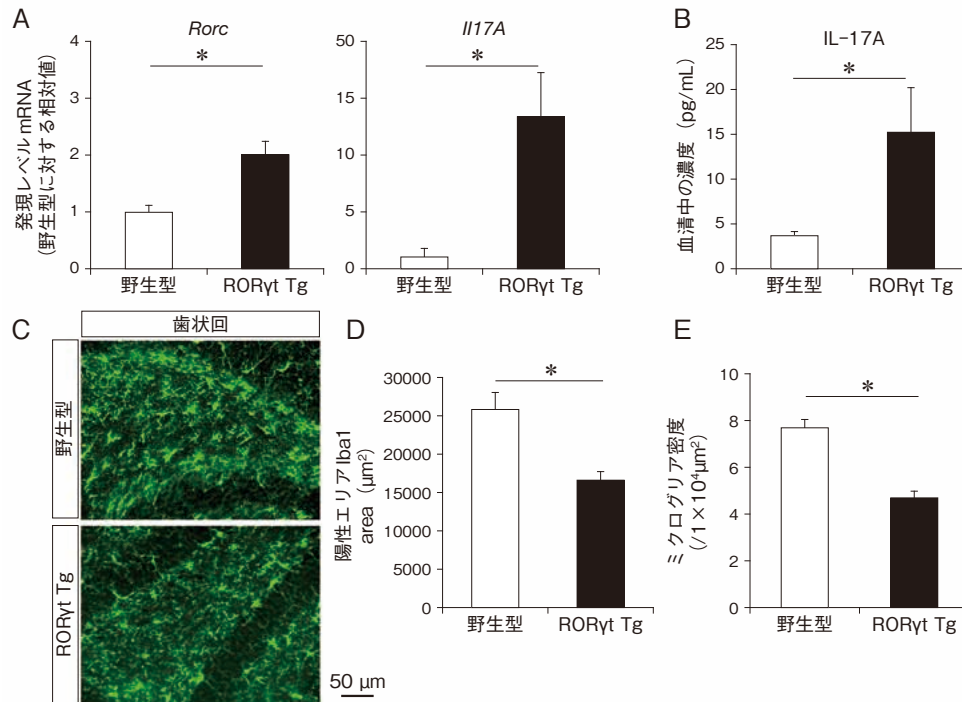 A
Rorc
*
4
3
2
1
0
発現レベルmRNA
(野生型に対する相対値)
野生型
RORγt Tg
Il17A
*
50
15
10
5
0
野生型
RORγt Tg
B
IL-17A
*
25
20
15
10
5
0
血清中の濃度 (pg/mL)
野生型
RORγt Tg
C
歯状回
野生型
RORγt Tg
50 μm
D
*
30000
25000
20000
15000
10000
5000
0
陽性エリアIba1
area (μm²)
野生型
RORγt Tg
E
*
10
8
6
4
2
0
ミクログリア密度
(/1×10⁴μm²)
野生型
RORγt Tg